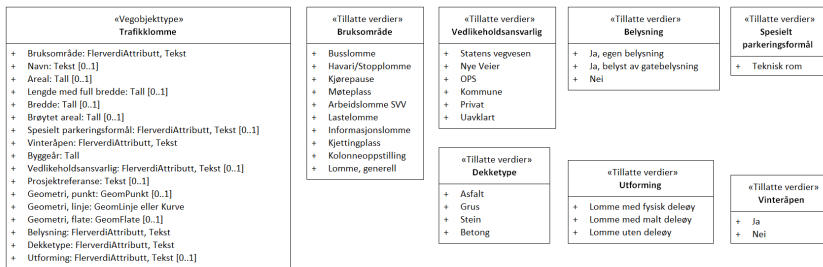 «Vegobjekttype»
Trafikklomme
+ Bruksområde: FlerverdiAttributt, Tekst
+ Navn: Tekst [0..1]
+ Areal: Tall [0..1]
+ Lengde med full bredde: Tall [0..1]
+ Bredde: Tall [0..1]
+ Brøytet areal: Tall [0..1]
+ Spesielt parkeringsformål: FlerverdiAttributt, Tekst [0..1]
+ Vinteråpen: FlerverdiAttributt, Tekst
+ Byggeår: Tall
+ Vedlikeholdsansvarlig: FlerverdiAttributt, Tekst [0..1]
+ Prosjektreferanse: Tekst [0..1]
+ Geometri, punkt: GeomPunkt [0..1]
+ Geometri, linje: GeomLinje eller Kurve
+ Geometri, flate: GeomFlate [0..1]
+ Belysning: FlerverdiAttributt, Tekst
+ Dekketype: FlerverdiAttributt, Tekst
+ Utforming: FlerverdiAttributt, Tekst [0..1]
«Tillatte verdier»
Bruksområde
+ Busslomme
+ Havari/Stopplomme
+ Kjørepause
+ Møteplass
+ Arbeidslomme SVV
+ Lastelomme
+ Informasjonslomme
+ Kjettingplass
+ Kolonneoppstilling
+ Lomme, generell
«Tillatte verdier»
Vedlikeholdsansvarlig
+ Statens vegvesen
+ Nye Veier
+ OPS
+ Kommune
+ Privat
+ Uavklart
«Tillatte verdier»
Belysning
+ Ja, egen belysning
+ Ja, belyst av gatebelysning
+ Nei
«Tillatte verdier»
Spesielt
parkeringsformål
+ Teknisk rom
«Tillatte verdier»
Dekketype
+ Asfalt
+ Grus
+ Stein
+ Betong
«Tillatte verdier»
Utforming
+ Lomme med fysisk deleøy
+ Lomme med malt deleøy
+ Lomme uten deleøy
«Tillatte verdier»
Vinteråpen
+ Ja
+ Nei